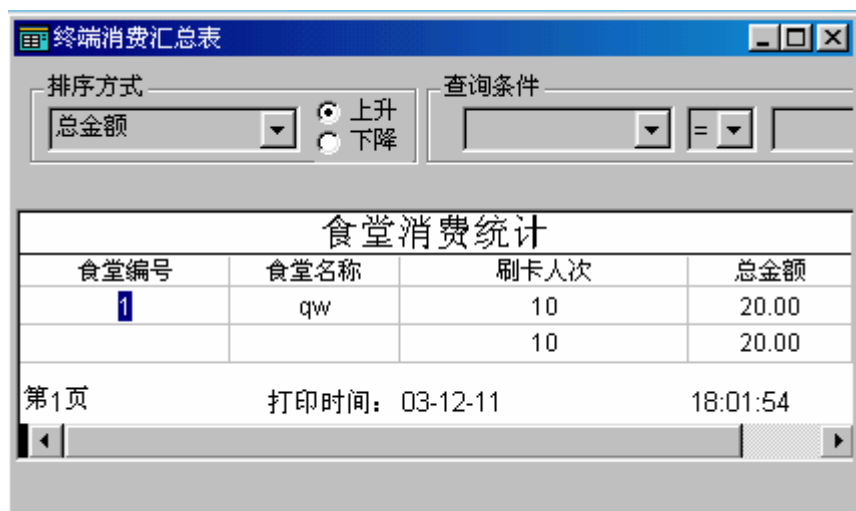 终端消费汇总表
排序方式
总金额
上升
下降
查询条件
=
食堂消费统计
食堂编号 食堂名称 刷卡人次 总金额
1 qw 10 20.00
10 20.00
第1页 打印时间： 03-12-11 18:01:54